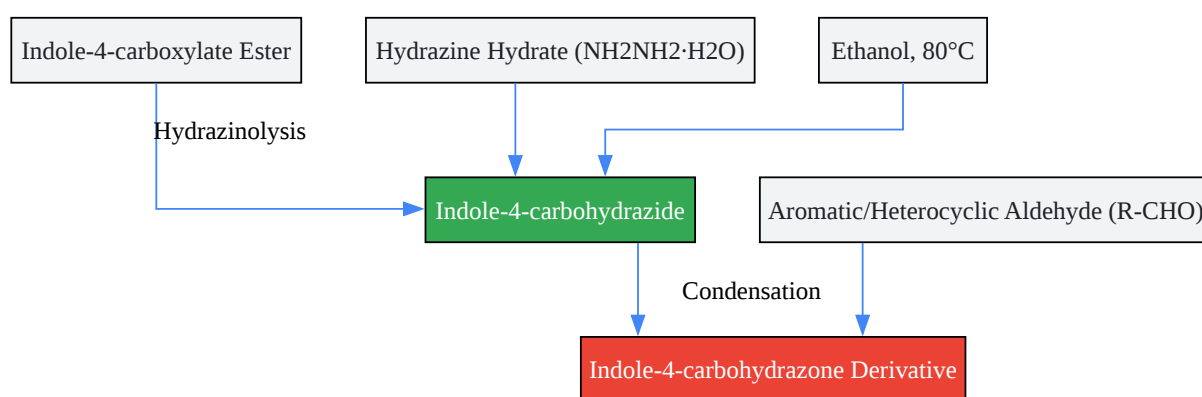 Indole-4-carboxylate Ester
Hydrazine Hydrate (NH2NH2·H2O)
Ethanol, 80°C
Hydrazinolysis
Indole-4-carbohydrazide
Aromatic/Heterocyclic Aldehyde (R-CHO)
Condensation
Indole-4-carbohydrazone Derivative